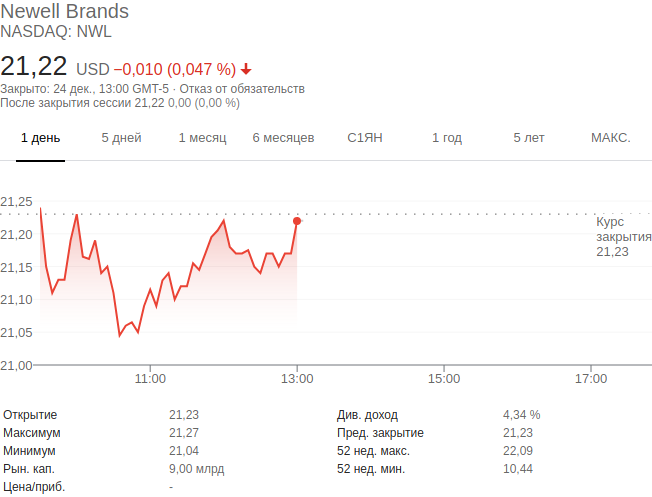 Newell Brands
NASDAQ: NWL
21,22 USD −0,010 (0,047 %)
Закрыто: 24 дек., 13:00 GMT-5 · Отказ от обязательств
После закрытия сессии 21,22 0,00 (0,00 %)
1 день 5 дней 1 месяц 6 месяцев С1ЯН 1 год 5 лет МАКС.
21,25
21,20
21,15
21,10
21,05
21,00
Курс
закрытия
21,23
11:00 13:00 15:00 17:00
Открытие 21,23 Див. доход 4,34 %
Максимум 21,27 Пред. закрытие 21,23
Минимум 21,04 52 нед. макс. 22,09
Рын. кап. 9,00 млрд 52 нед. мин. 10,44
Цена/приб. -